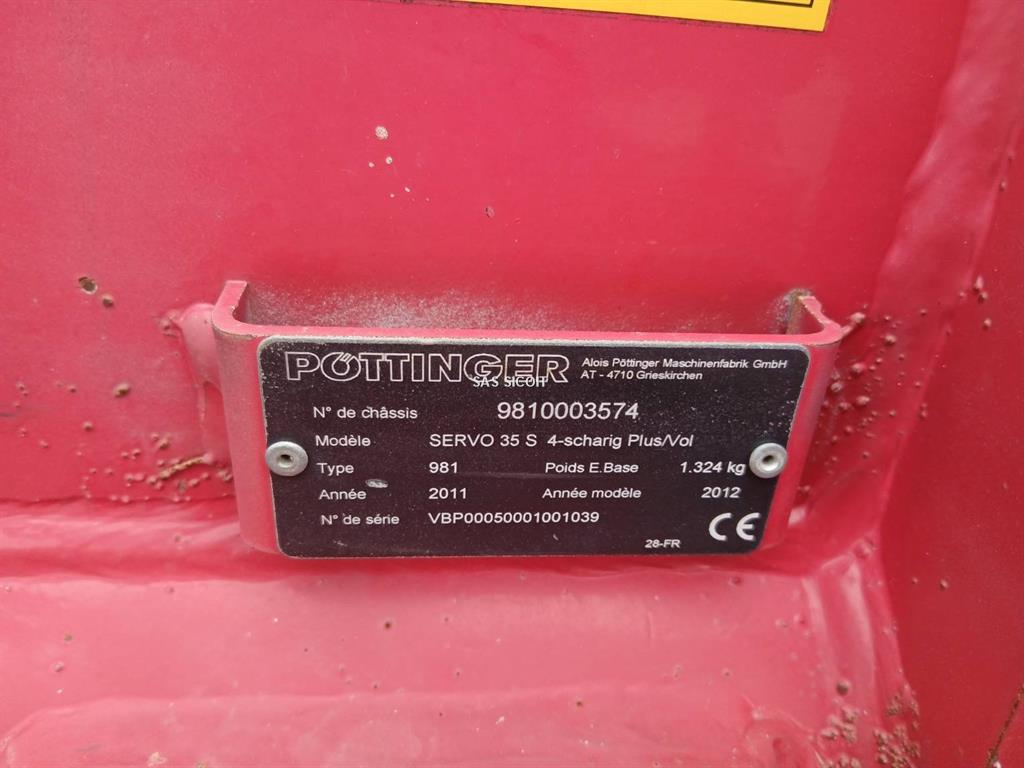 PÖTTINGER
Alois Pöttinger Maschinenfabrik GmbH
AT - 4710 Grieskirchen
SAS SICOIT
N° de châssis 9810003574
Modèle SERVO 35 S 4-scharig Plus/Vol
Type 981 Poids E.Base 1.324 kg
Année 2011 Année modèle 2012
N° de série VBP00050001001039
CE
28-FR